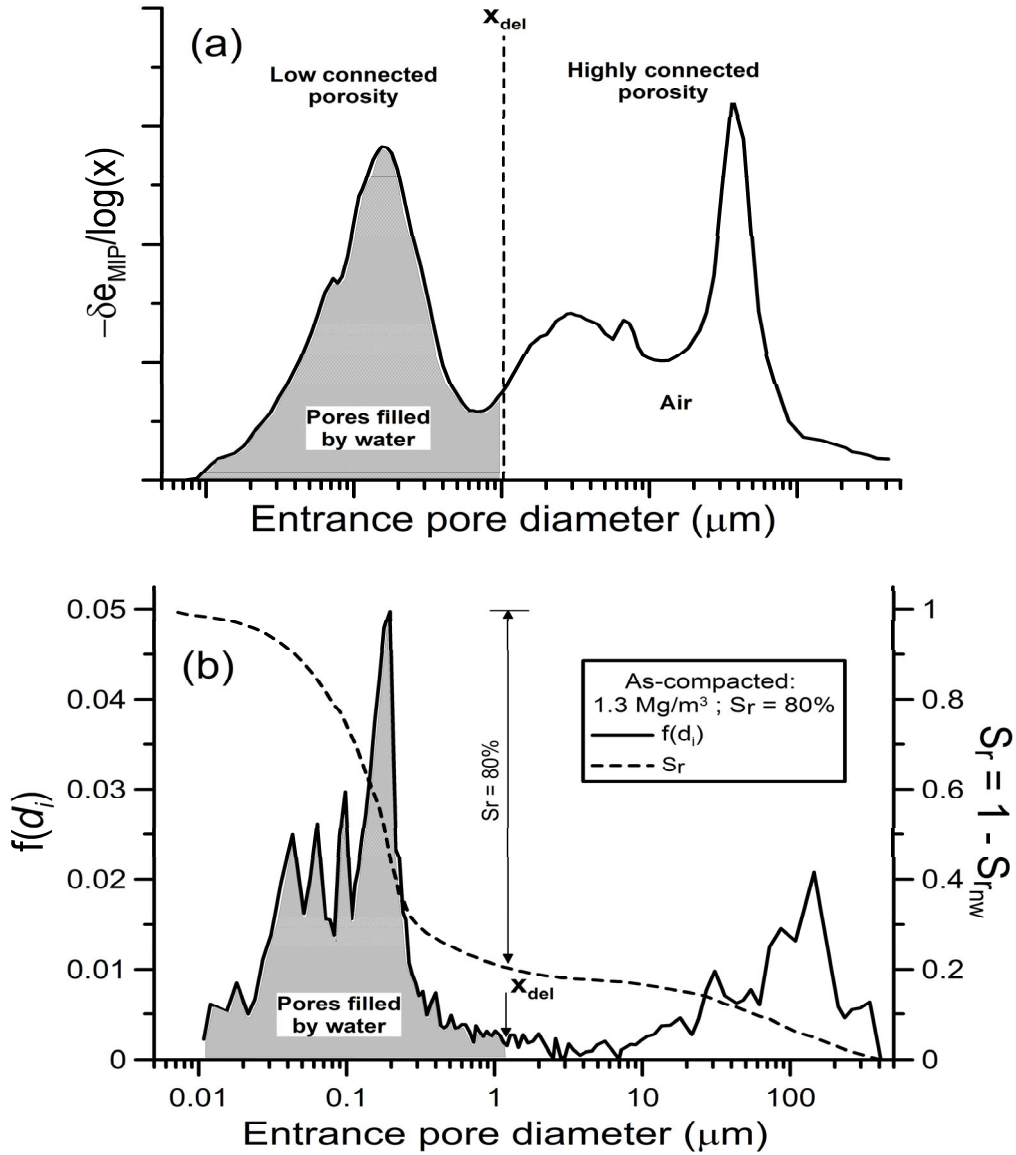 (a)
x_del
Low connected
porosity
Highly connected
porosity
−δe_MIP/log(x)
Pores filled
by water
Air
Entrance pore diameter (μm)
(b)
0.05
0.04
0.03
0.02
0.01
0
f(d_i)
1
0.8
0.6
0.4
0.2
0
S_r = 1 - S_rnw
Sr = 80%
As-compacted:
1.3 Mg/m³ ; Sr = 80%
f(d_i)
Sr
x_del
Pores filled
by water
0.01 0.1 1 10 100
Entrance pore diameter (μm)